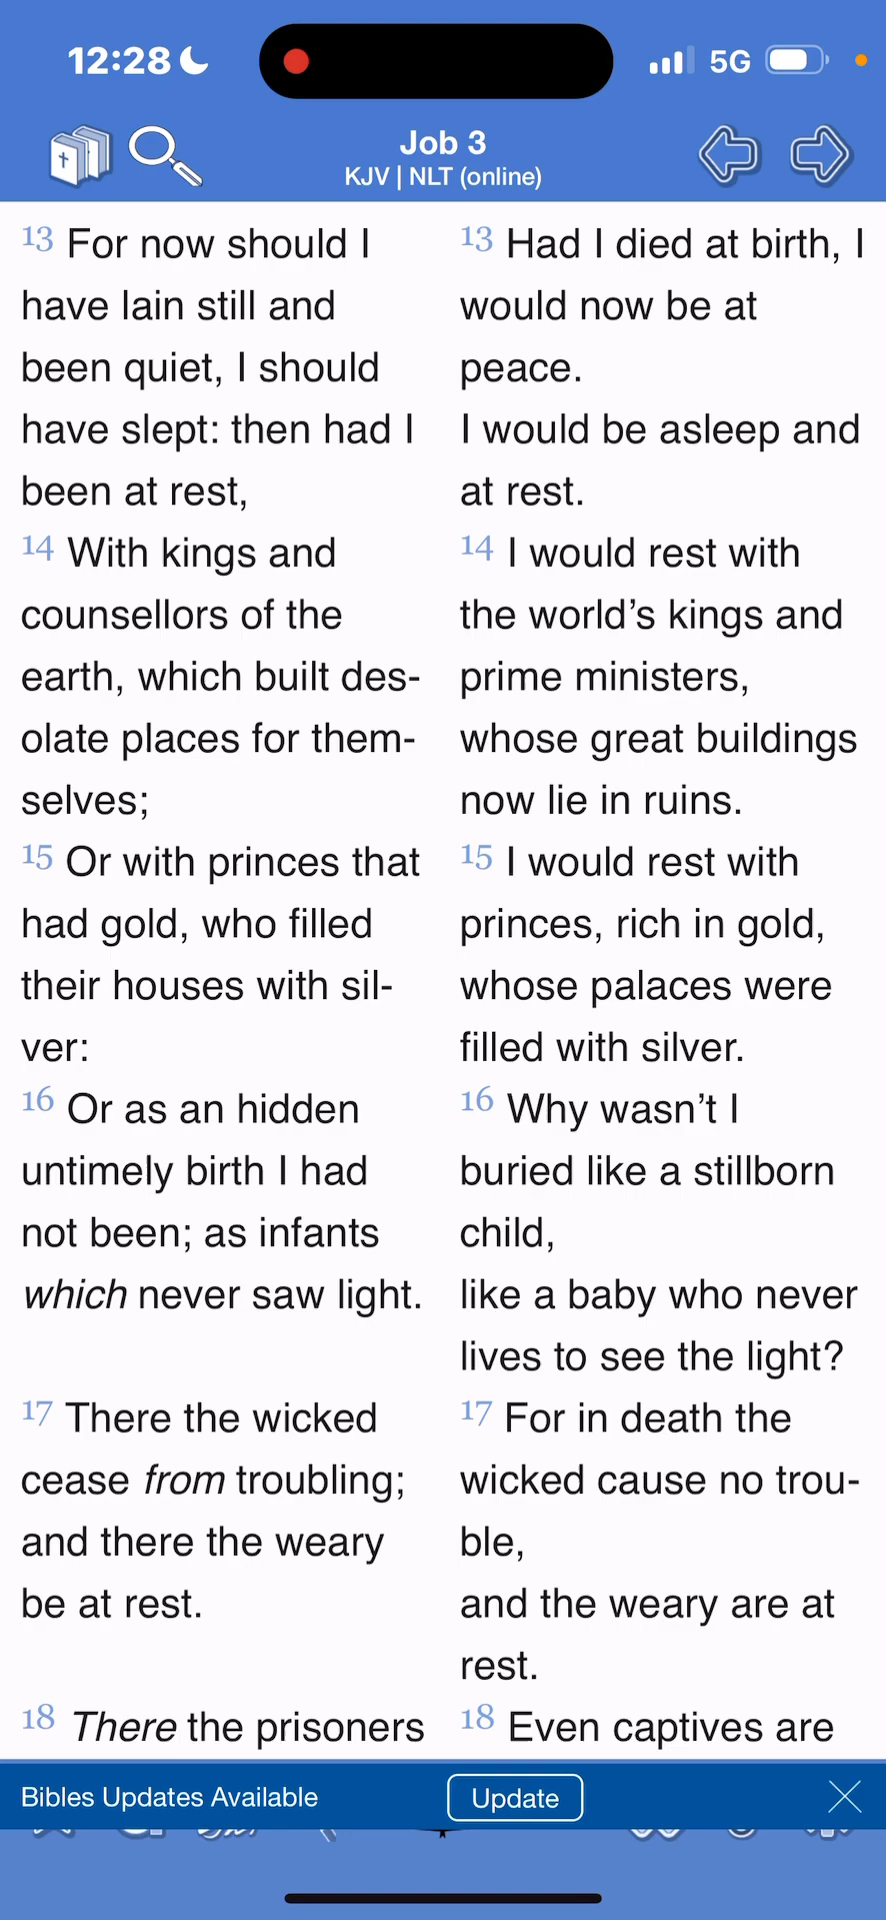 12:28
5G
Job 3
KJV | NLT (online)
13 For now should I
have lain still and
been quiet, I should
have slept: then had I
been at rest,
14 With kings and
counsellors of the
earth, which built des-
olate places for them-
selves;
15 Or with princes that
had gold, who filled
their houses with sil-
ver:
16 Or as an hidden
untimely birth I had
not been; as infants
which never saw light.
17 There the wicked
cease from troubling;
and there the weary
be at rest.
18 There the prisoners
13 Had I died at birth, I
would now be at
peace.
I would be asleep and
at rest.
14 I would rest with
the world’s kings and
prime ministers,
whose great buildings
now lie in ruins.
15 I would rest with
princes, rich in gold,
whose palaces were
filled with silver.
16 Why wasn’t I
buried like a stillborn
child,
like a baby who never
lives to see the light?
17 For in death the
wicked cause no trou-
ble,
and the weary are at
rest.
18 Even captives are
Bibles Updates Available
Update